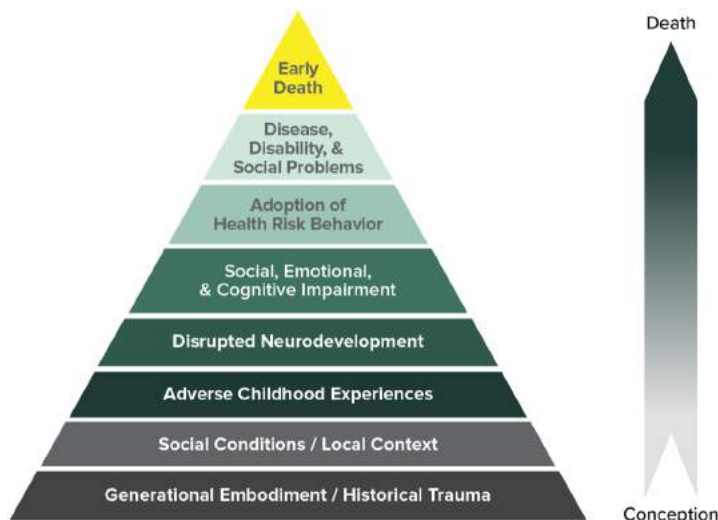 Death
Early
Death
Disease,
Disability, &
Social Problems
Adoption of
Health Risk Behavior
Social, Emotional,
& Cognitive Impairment
Disrupted Neurodevelopment
Adverse Childhood Experiences
Social Conditions / Local Context
Generational Embodiment / Historical Trauma
Conception